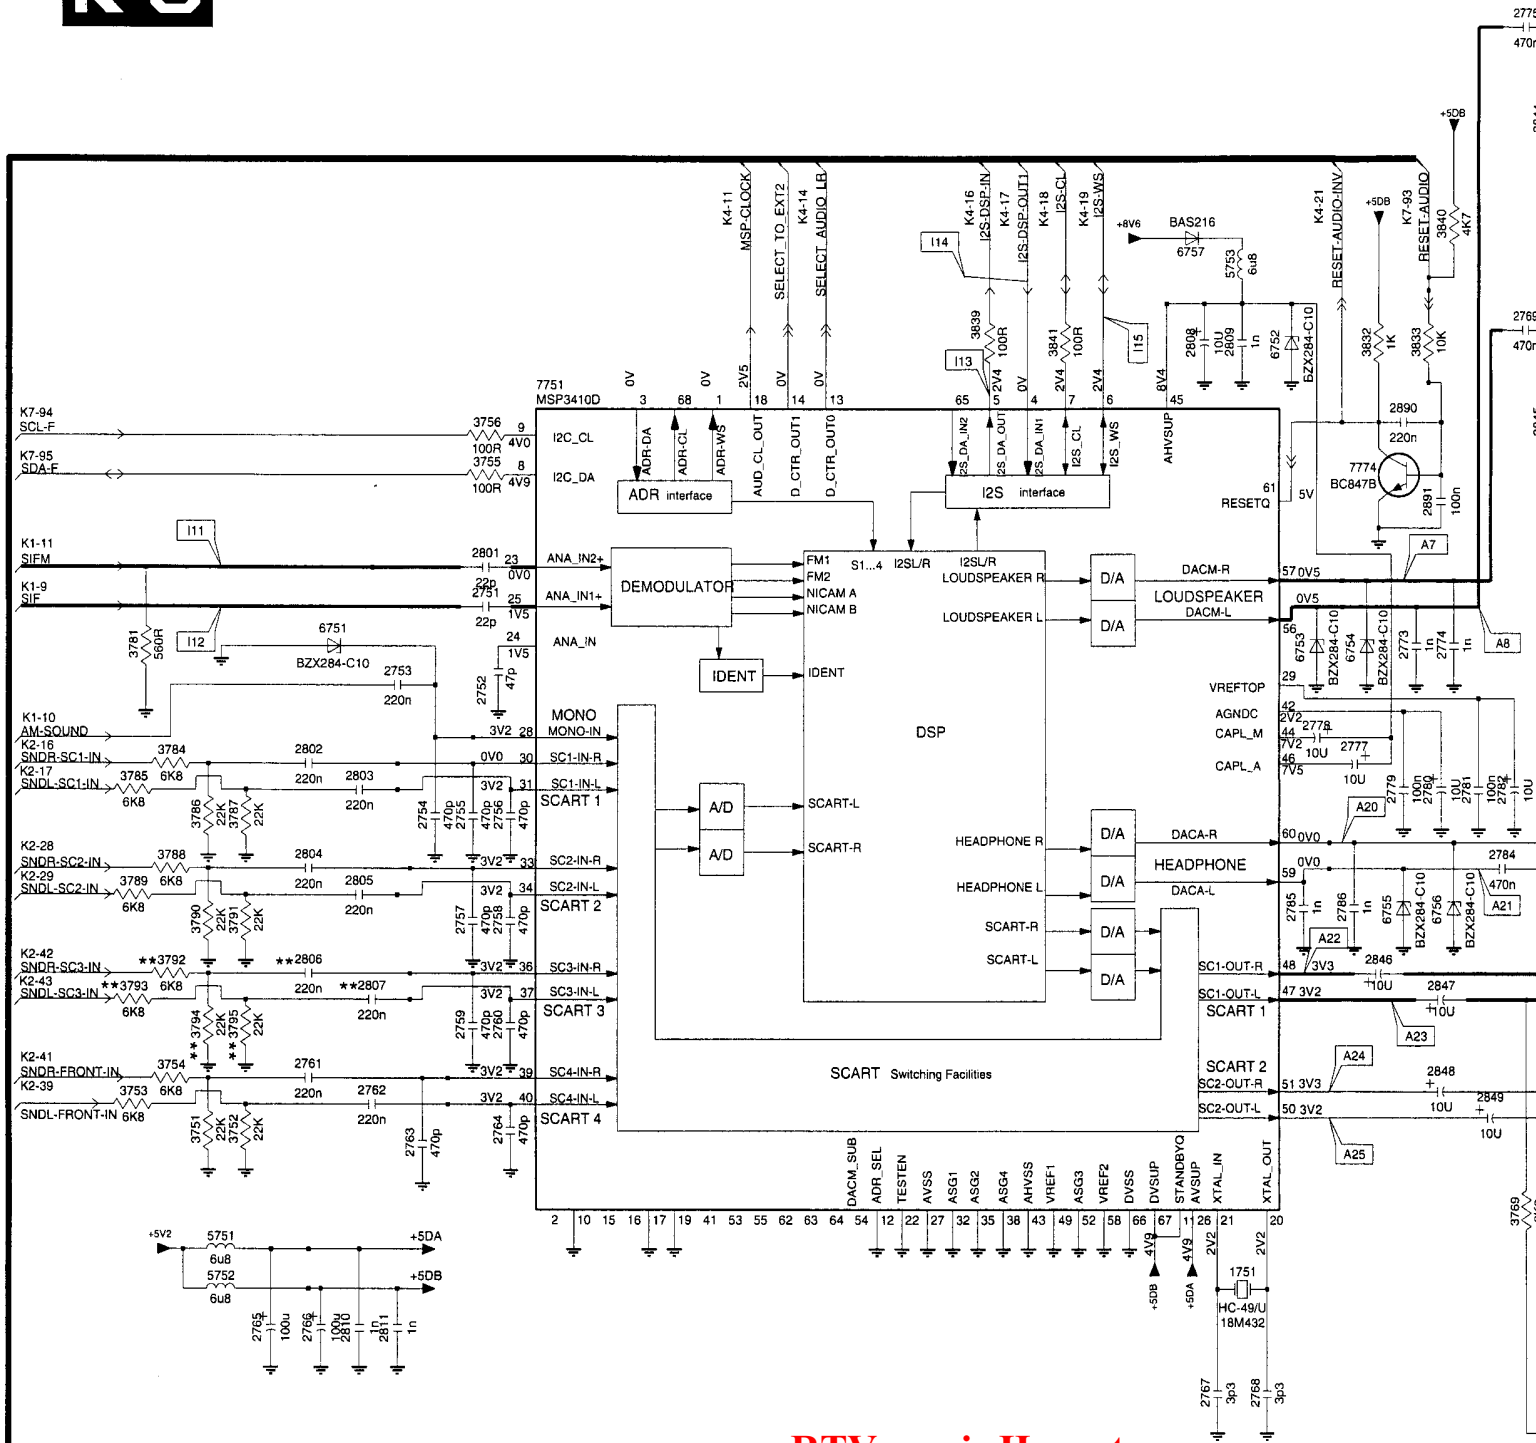 K
2775
470n
+5DB
K4-11
MSP-CLOCK
SELECT_TO_EXT2
K4-14
SELECT_AUDIO_LR
K4-16
I2S-DSP-IN
K4-17
I2S-DSP-OUT1
K4-18
I2S-CL
K4-19
I2S-WS
K4-21
RESET-AUDIO-INV
+5DB
K7-93
RESET-AUDIO
3840
4K7
I14
+8V6
BAS216
6757
5753
6u8
3839
100R
3841
100R
I15
I13
2808
10U
2809
1n
6752
BZX284-C10
3832
1K
3833
10K
2769
470n
7751
MSP3410D
0V
0V
2V5
0V
0V
2V4
0V
2V4
2V4
8V4
3
68
1
18
14
13
65
5
4
7
6
45
K7-94
SCL-F
3756
100R
9
4V0
I2C_CL
K7-95
SDA-F
3755
100R
8
4V9
I2C_DA
ADR-DA
ADR-CL
ADR-WS
AUD_CL_OUT
D_CTR_OUT1
D_CTR_OUT0
I2S_DA_IN2
I2S_DA_OUT
I2S_DA_IN1
I2S_CL
I2S_WS
AHVSUP
ADR interface
I2S interface
61
RESETQ
5V
2890
220n
7774
BC847B
2891
100n
I11
K1-11
SIFM
2801
22p
23
0V0
ANA_IN2+
K1-9
SIF
2751
22p
25
1V5
ANA_IN1+
I12
3781
560R
24
1V5
ANA_IN
DEMODULATOR
FM1
FM2
NICAM A
NICAM B
S1...4
I2SL/R
I2SL/R
LOUDSPEAKER R
LOUDSPEAKER L
D/A
D/A
DACM-R
LOUDSPEAKER
DACM-L
57 0V5
0V5
56
A7
A8
6751
BZX284-C10
2753
220n
2752
47p
IDENT
IDENT
6753
BZX284-C10
6754
BZX284-C10
2773
1n
2774
1n
VREFTOP
29
AGNDC
42
2V2
CAPL_M
44
7V2
CAPL_A
46
7V5
2778
10U
2777
10U
DSP
K1-10
AM-SOUND
MONO
3V2 28 MONO-IN
K2-16
SNDR-SC1-IN
3784
6K8
2802
220n
0V0 30 SC1-IN-R
K2-17
SNDL-SC1-IN
3785
6K8
2803
220n
3V2 31 SC1-IN-L
SCART 1
3786
22K
3787
22K
2754
470p
2755
470p
2756
470p
A/D
A/D
SCART-L
SCART-R
2779
100n
2780
10U
2781
100n
2782
10U
A20
K2-28
SNDR-SC2-IN
3788
6K8
2804
220n
3V2 33 SC2-IN-R
K2-29
SNDL-SC2-IN
3789
6K8
2805
220n
3V2 34 SC2-IN-L
SCART 2
3790
22K
3791
22K
2757
470p
2758
470p
HEADPHONE R
HEADPHONE L
D/A
D/A
DACA-R
HEADPHONE
DACA-L
60 0V0
0V0
59
2784
470n
A21
2785
1n
2786
1n
6755
BZX284-C10
6756
BZX284-C10
SCART-R
SCART-L
D/A
D/A
A22
K2-42
SNDR-SC3-IN
**3792
6K8
**2806
220n
3V2 36 SC3-IN-R
K2-43
SNDL-SC3-IN
**3793
6K8
**2807
220n
3V2 37 SC3-IN-L
SCART 3
**3794
22K
**3795
22K
2759
470p
2760
470p
SC1-OUT-R
48 3V3
2846
10U
SC1-OUT-L
47 3V2
SCART 1
2847
10U
A23
K2-41
SNDR-FRONT-IN
3754
6K8
2761
220n
3V2 39 SC4-IN-R
K2-39
SNDL-FRONT-IN
3753
6K8
2762
220n
3V2 40 SC4-IN-L
SCART 4
3751
22K
3752
22K
2763
470p
2764
470p
SCART Switching Facilities
SCART 2
SC2-OUT-R
51 3V3
A24
2848
10U
SC2-OUT-L
50 3V2
2849
10U
A25
DACM_SUB
ADR_SEL
TESTEN
AVSS
ASG1
ASG2
ASG4
AHVSS
VREF1
ASG3
VREF2
DVSS
DVSUP
STANDBYQ
AVSUP
XTAL_IN
XTAL_OUT
2 10 15 16 17 19 41 53 55 62 63 64 54 12 22 27 32 35 38 43 49 52 58 66 67 11 26 21 20
+5V2
5751
6u8
+5DA
5752
6u8
+5DB
2765
100u
2766
100u
2810
1n
2811
1n
4V9
+5DB
4V9
+5DA
2V2
2V2
1751
HC-49/U
18M432
2767
3p3
2768
3p3
3769